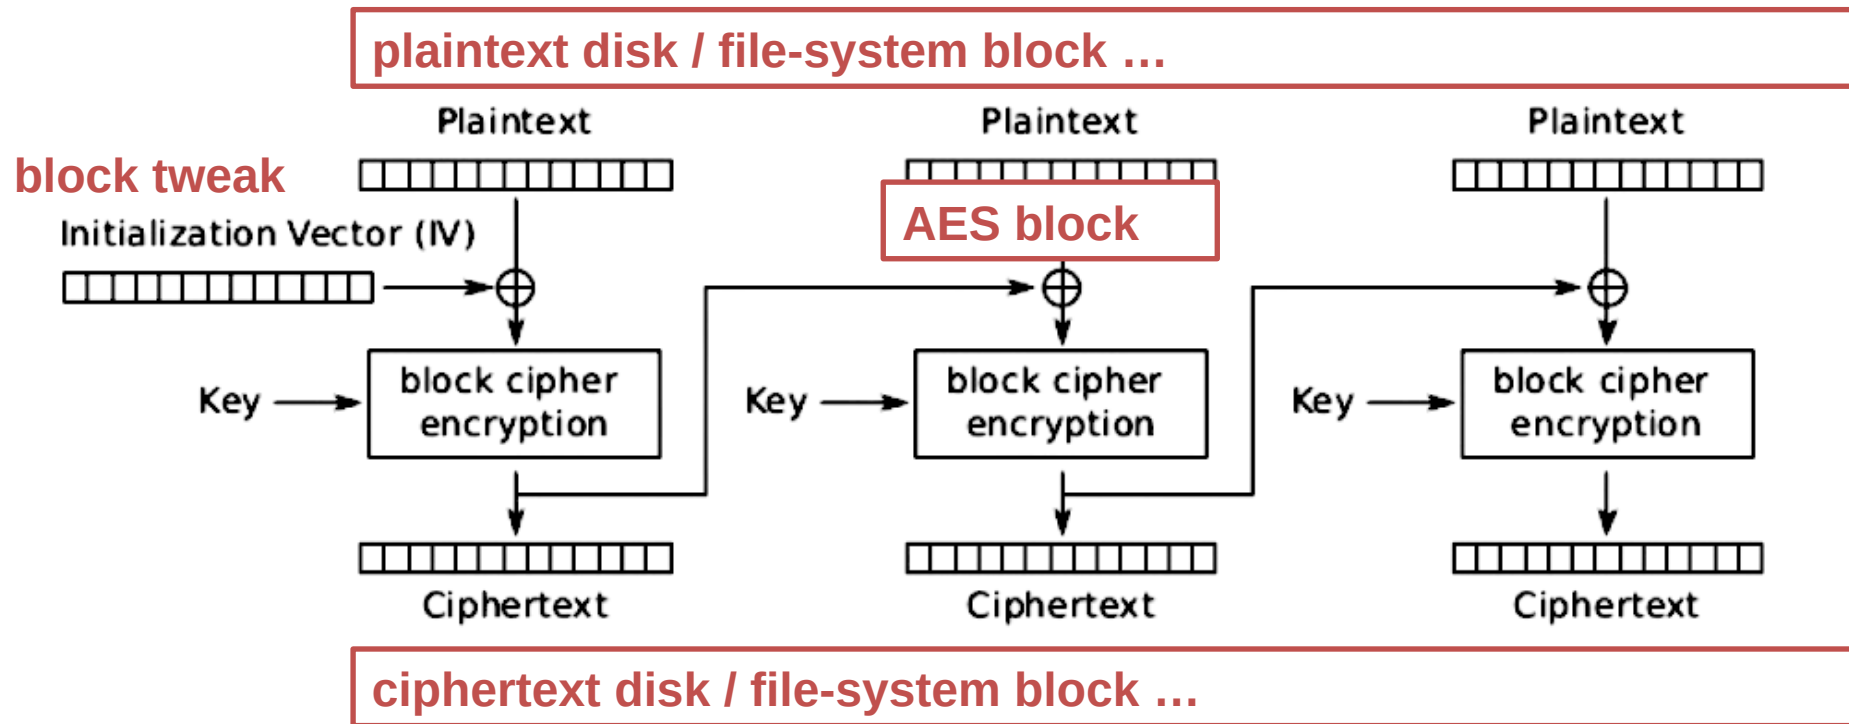 plaintext disk / file-system block …
Plaintext Plaintext Plaintext
block tweak
AES block
Initialization Vector (IV)
Key block cipher encryption Key block cipher encryption Key block cipher encryption
Ciphertext Ciphertext Ciphertext
ciphertext disk / file-system block …